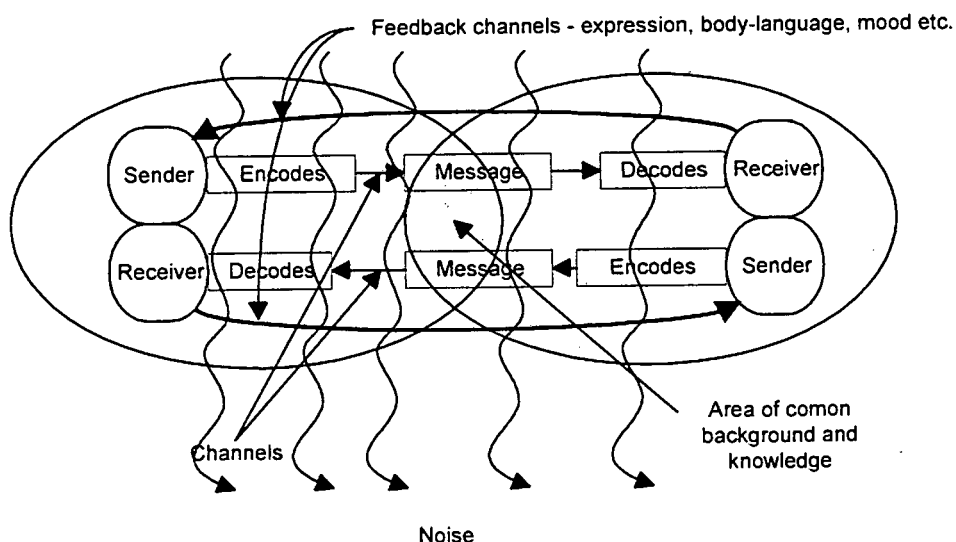 Feedback channels - expression, body-language, mood etc.
Sender
Encodes
Message
Decodes
Receiver
Receiver
Decodes
Message
Encodes
Sender
Channels
Area of comon
background and
knowledge
Noise